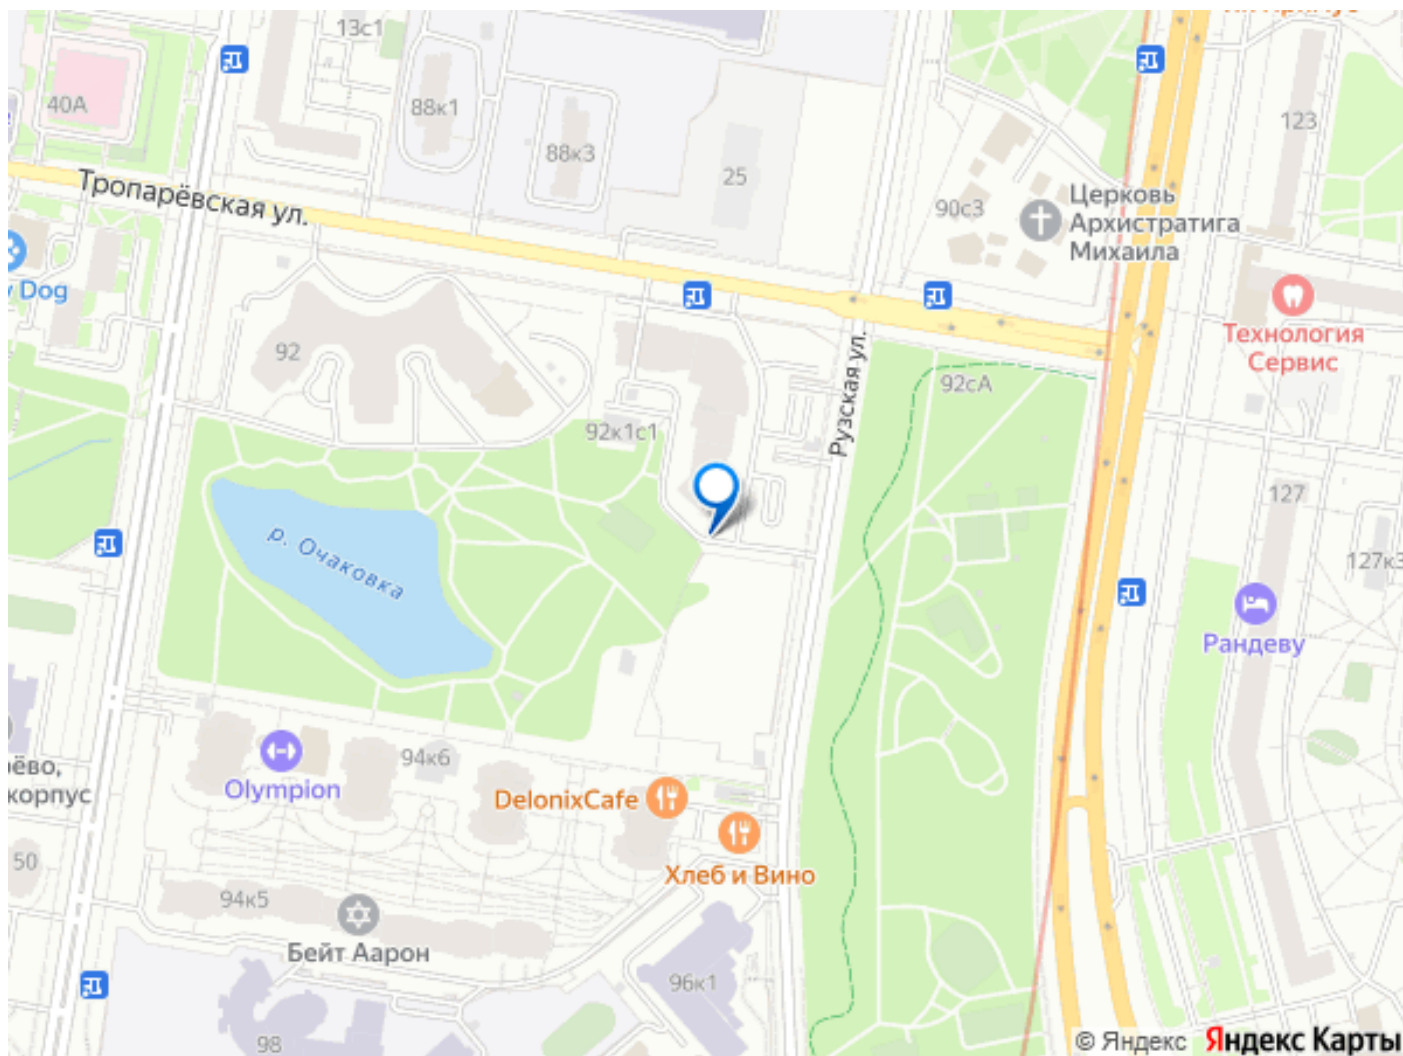 13с1
40А
88к1
88к3
25
123
Тропарёвская ул.
90с3
Церковь
Архистратига
Михаила
Dog
Технология
Сервис
92
92сА
92к1с1
Рузская ул.
127
р. Очаковка
127к3
Рандеву
94к6
Olympion
DelonixCafe
корпус
50
Хлеб и Вино
94к5
Бейт Аарон
96к1
98
© Яндекс Яндекс Карты